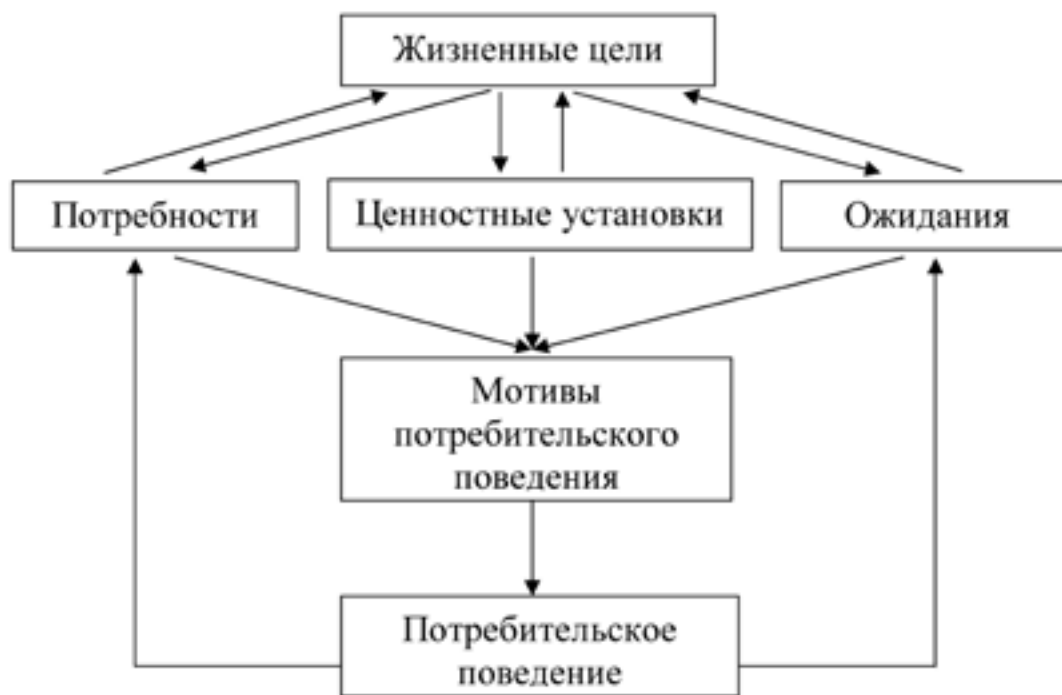 Жизненные цели
Потребности
Ценностные установки
Ожидания
Мотивы
потребительского
поведения
Потребительское
поведение